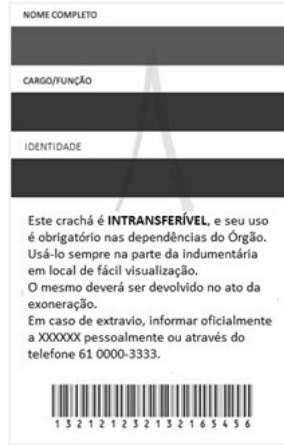 NOME COMPLETO
CARGO/FUNÇÃO
IDENTIDADE
Este crachá é INTRANSFERÍVEL, e seu uso
é obrigatório nas dependências do Órgão.
Usá-lo sempre na parte da indumentária
em local de fácil visualização.
O mesmo deverá ser devolvido no ato da
exoneração.
Em caso de extravio, informar oficialmente
a XXXXXX pessoalmente ou através do
telefone 61 0000-3333.
1 3 2 1 2 1 2 3 2 1 3 2 1 6 5 4 5 6